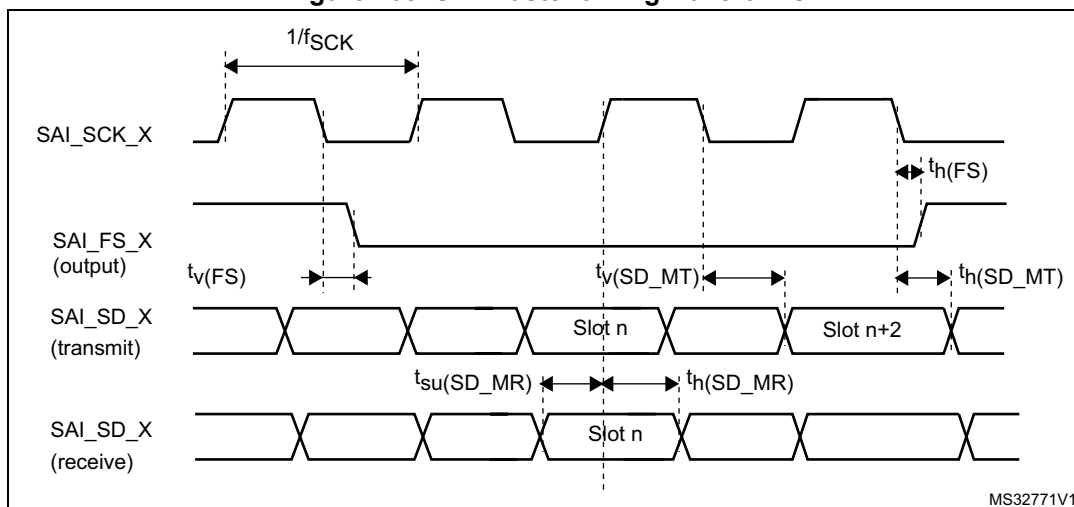 1/fSCK
SAI_SCK_X
th(FS)
SAI_FS_X
(output)
tv(FS)
tv(SD_MT)
th(SD_MT)
SAI_SD_X
(transmit)
Slot n
Slot n+2
tsu(SD_MR)
th(SD_MR)
SAI_SD_X
(receive)
Slot n
MS32771V1